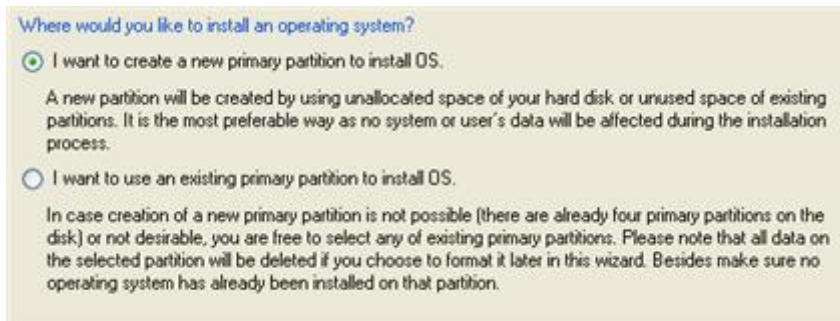 Where would you like to install an operating system?
I want to create a new primary partition to install OS.
A new partition will be created by using unallocated space of your hard disk or unused space of existing
partitions. It is the most preferable way as no system or user's data will be affected during the installation
process.
I want to use an existing primary partition to install OS.
In case creation of a new primary partition is not possible (there are already four primary partitions on the
disk) or not desirable, you are free to select any of existing primary partitions. Please note that all data on
the selected partition will be deleted if you choose to format it later in this wizard. Besides make sure no
operating system has already been installed on that partition.